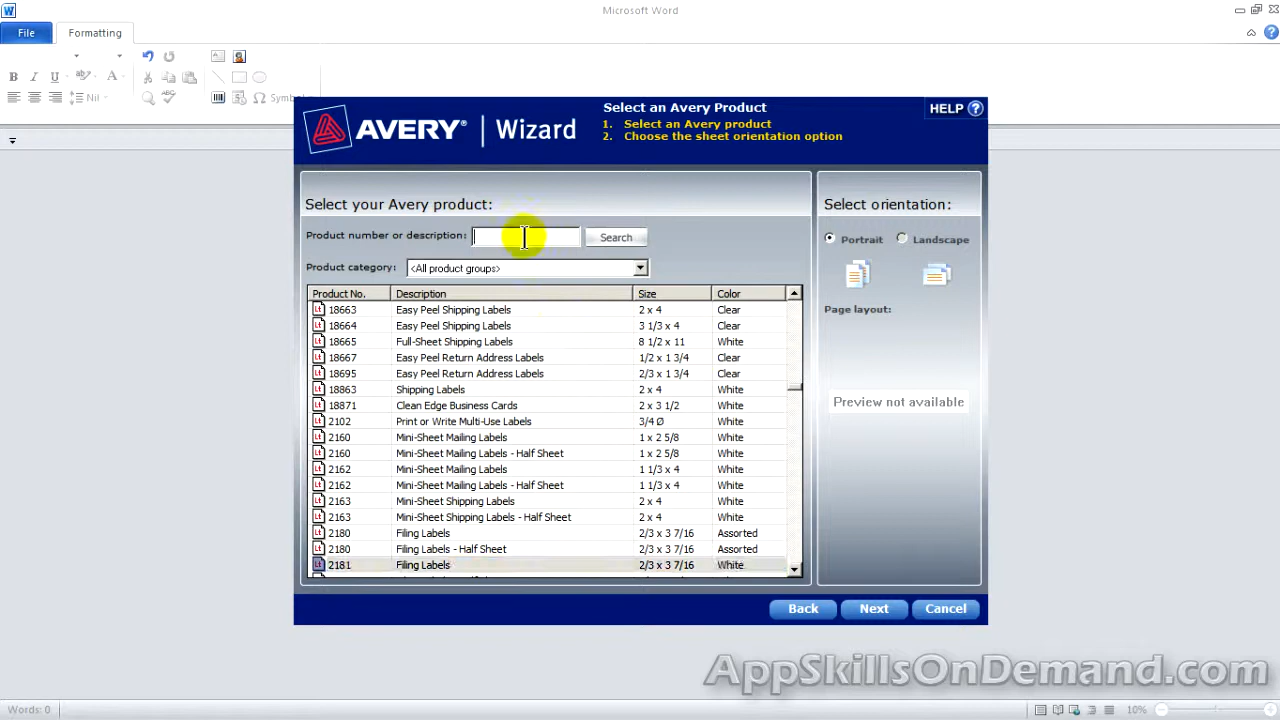 Microsoft Word
File Formatting
B I U A
Nil Symbol
AVERY® | Wizard
Select an Avery Product
1. Select an Avery product
2. Choose the sheet orientation option
HELP ?
Select your Avery product:
Product number or description: Search
Product category: <All product groups>
Product No. Description Size Color
18663 Easy Peel Shipping Labels 2 x 4 Clear
18664 Easy Peel Shipping Labels 3 1/3 x 4 Clear
18665 Full-Sheet Shipping Labels 8 1/2 x 11 White
18667 Easy Peel Return Address Labels 1/2 x 1 3/4 Clear
18695 Easy Peel Return Address Labels 2/3 x 1 3/4 Clear
18863 Shipping Labels 2 x 4 White
18871 Clean Edge Business Cards 2 x 3 1/2 White
2102 Print or Write Multi-Use Labels 3/4 Ø White
2160 Mini-Sheet Mailing Labels 1 x 2 5/8 White
2160 Mini-Sheet Mailing Labels - Half Sheet 1 x 2 5/8 White
2162 Mini-Sheet Mailing Labels 1 1/3 x 4 White
2162 Mini-Sheet Mailing Labels - Half Sheet 1 1/3 x 4 White
2163 Mini-Sheet Shipping Labels 2 x 4 White
2163 Mini-Sheet Shipping Labels - Half Sheet 2 x 4 White
2180 Filing Labels 2/3 x 3 7/16 Assorted
2180 Filing Labels - Half Sheet 2/3 x 3 7/16 Assorted
2181 Filing Labels 2/3 x 3 7/16 White
Select orientation:
Portrait Landscape
Page layout:
Preview not available
Back Next Cancel
AppSkillsOnDemand.com
Words: 0 10%